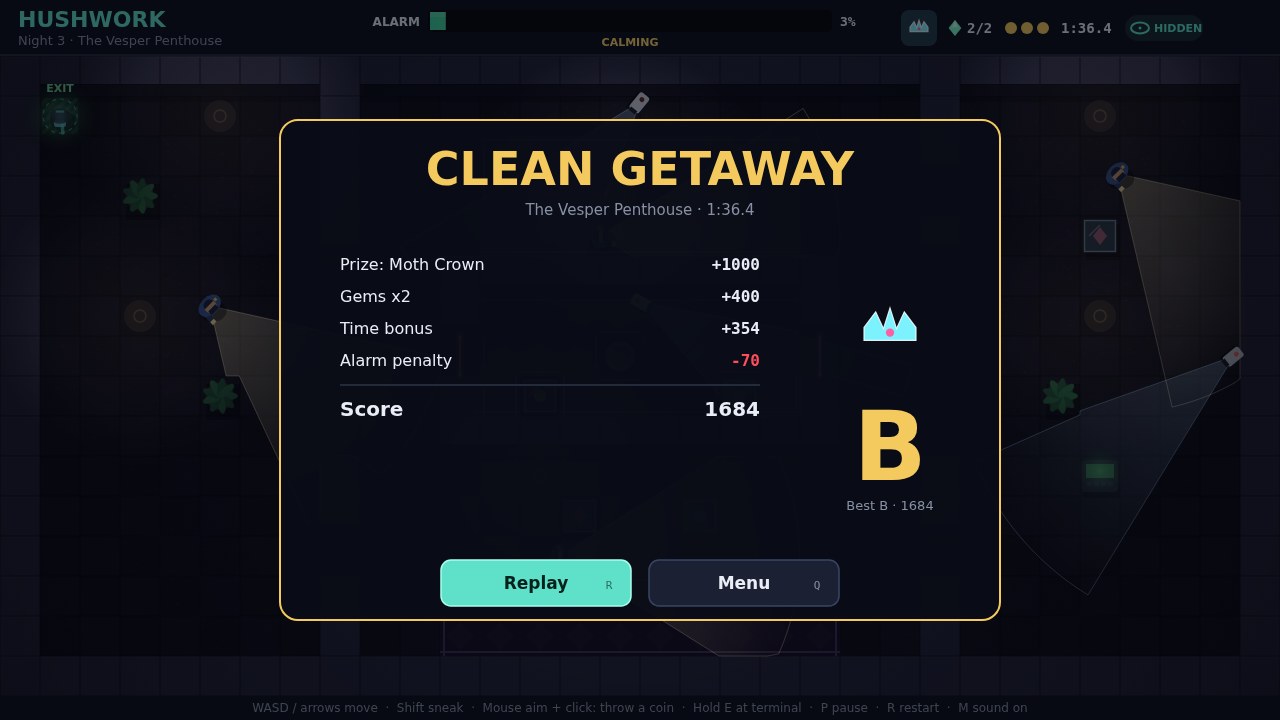 HUSHWORK
Night 3 · The Vesper Penthouse
ALARM
3%
CALMING
2/2
1:36.4
HIDDEN
EXIT
CLEAN GETAWAY
The Vesper Penthouse · 1:36.4
Prize: Moth Crown +1000
Gems x2 +400
Time bonus +354
Alarm penalty -70
Score 1684
B
Best B · 1684
Replay R
Menu Q
WASD / arrows move · Shift sneak · Mouse aim + click: throw a coin · Hold E at terminal · P pause · R restart · M sound on